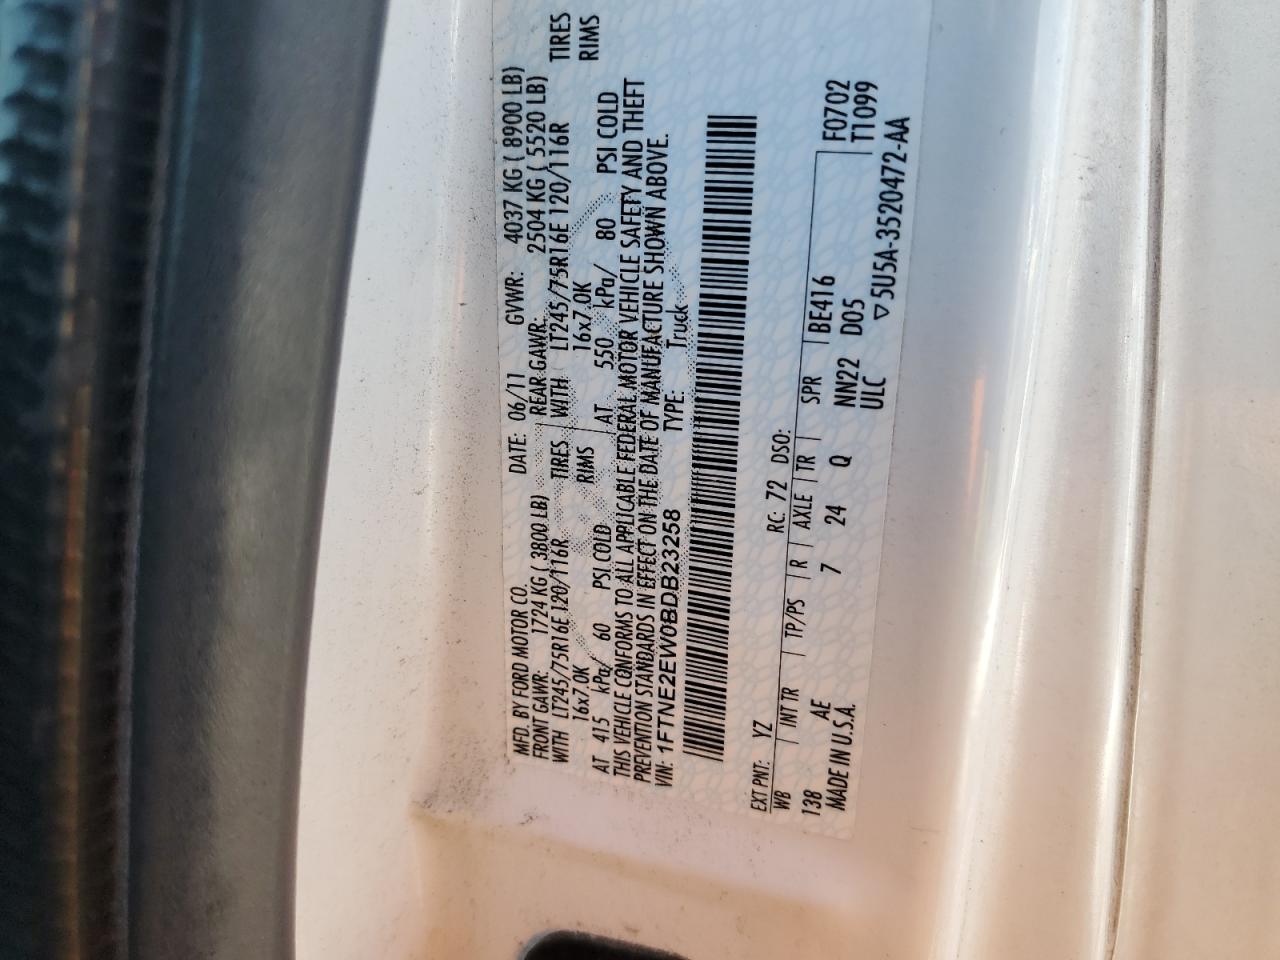 MFD. BY FORD MOTOR CO.
DATE: 06/11 GVWR: 4037 KG ( 8900 LB)
FRONT GAWR: 1724 KG ( 3800 LB) REAR GAWR: 2504 KG ( 5520 LB)
WITH LT245/75R16E 120/116R TIRES WITH LT245/75R16E 120/116R TIRES
16x7.0K RIMS 16x7.0K RIMS
AT 415 kPa/ 60 PSI COLD AT 550 kPa/ 80 PSI COLD
THIS VEHICLE CONFORMS TO ALL APPLICABLE FEDERAL MOTOR VEHICLE SAFETY AND THEFT
PREVENTION STANDARDS IN EFFECT ON THE DATE OF MANUFACTURE SHOWN ABOVE.
VIN: 1FTNE2EW0BDB23258 TYPE: Truck
EXT PNT: YZ RC: 72 DSO:
WB INT TR TP/PS R AXLE TR SPR BE416 F0702
138 AE 7 24 Q NN22 D05 T1099
MADE IN U.S.A. ULC
▽5U5A-3520472-AA